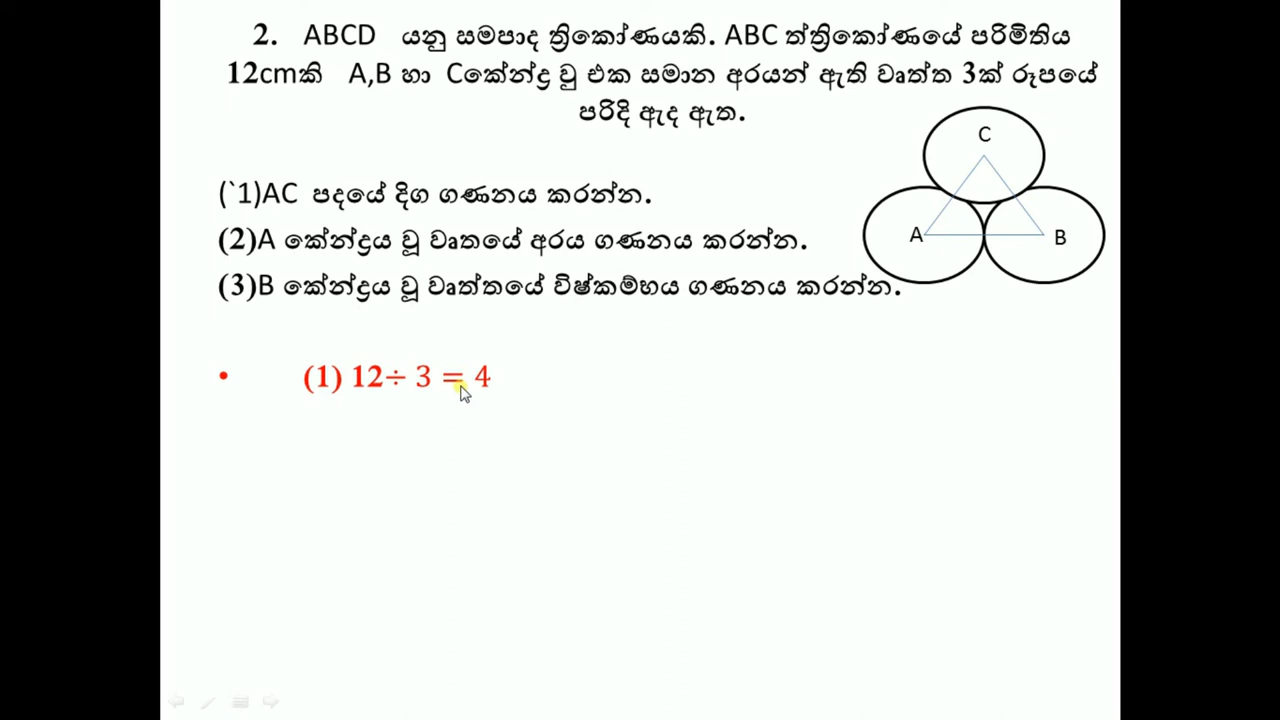 2. ABCD යනු සමපාද ත්‍රිකෝණයකි. ABC ත්ත්‍රිකෝණයේ පරිමිතිය
12cmකි A,B හා Cකේන්ද්‍ර වු එක සමාන අරයන් ඇති වෘත්ත 3ක් රූපයේ
පරිදි ඇද ඇත.
C
(`1)AC පදයේ දිග ගණනය කරන්න.
(2)A කේන්ද්‍රය වූ වෘතයේ අරය ගණනය කරන්න.
A
B
(3)B කේන්ද්‍රය වූ වෘත්තයේ විෂ්කම්භය ගණනය කරන්න.
• (1) 12÷ 3 = 4